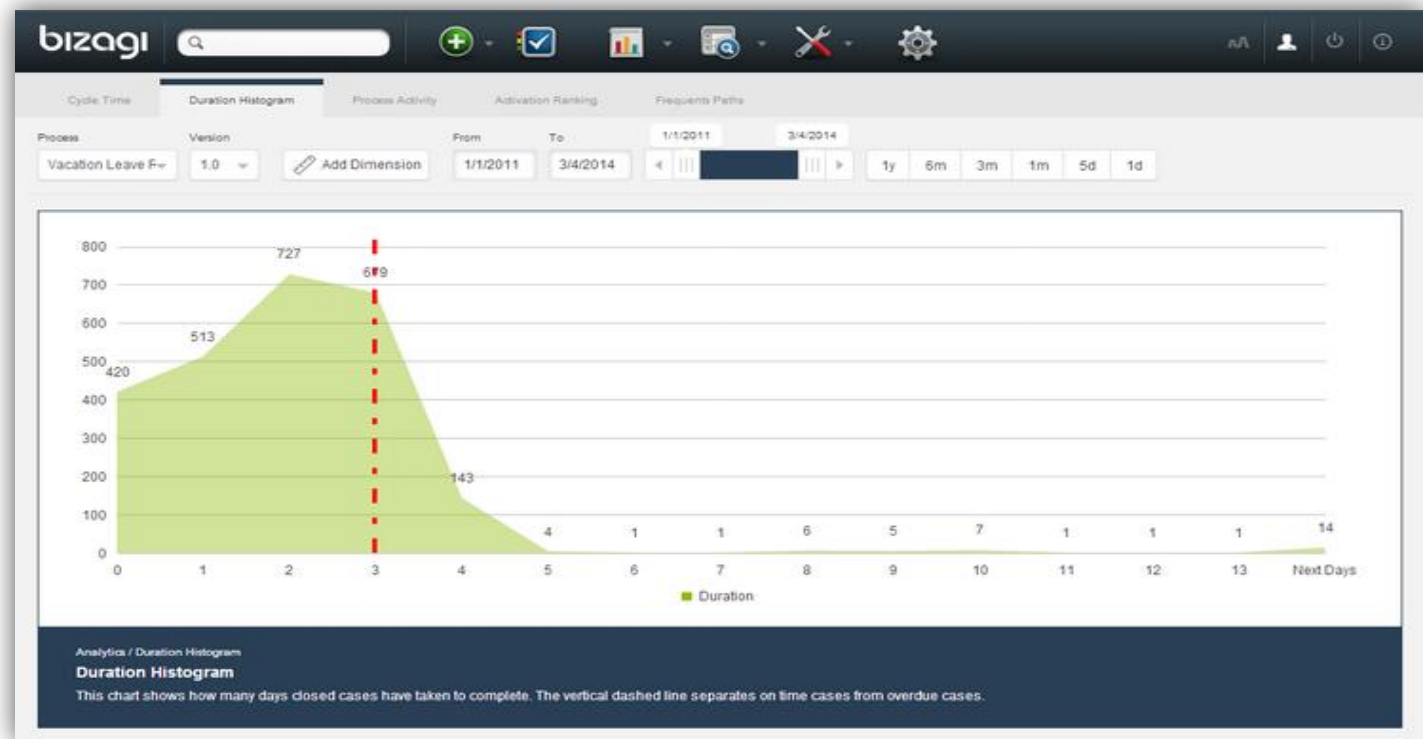 bizagi
Cycle Time Duration Histogram Process Activity Activation Ranking Frequents Paths
Process Version From To 1/1/2011 3/4/2014
Vacation Leave R 1.0 Add Dimension 1/1/2011 3/4/2014 1y 6m 3m 1m 5d 1d
800
727
679
700
600
513
500
420
400
300
200
143
100
4 1 1 6 5 7 1 1 1 14
0
0 1 2 3 4 5 6 7 8 9 10 11 12 13 Next Days
Duration
Analytics / Duration Histogram
Duration Histogram
This chart shows how many days closed cases have taken to complete. The vertical dashed line separates on time cases from overdue cases.